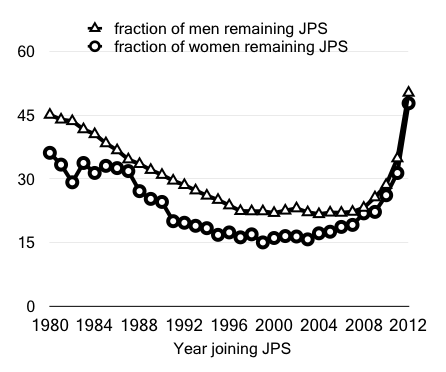 fraction of men remaining JPS
fraction of women remaining JPS
60
45
30
15
0
1980 1984 1988 1992 1996 2000 2004 2008 2012
Year joining JPS